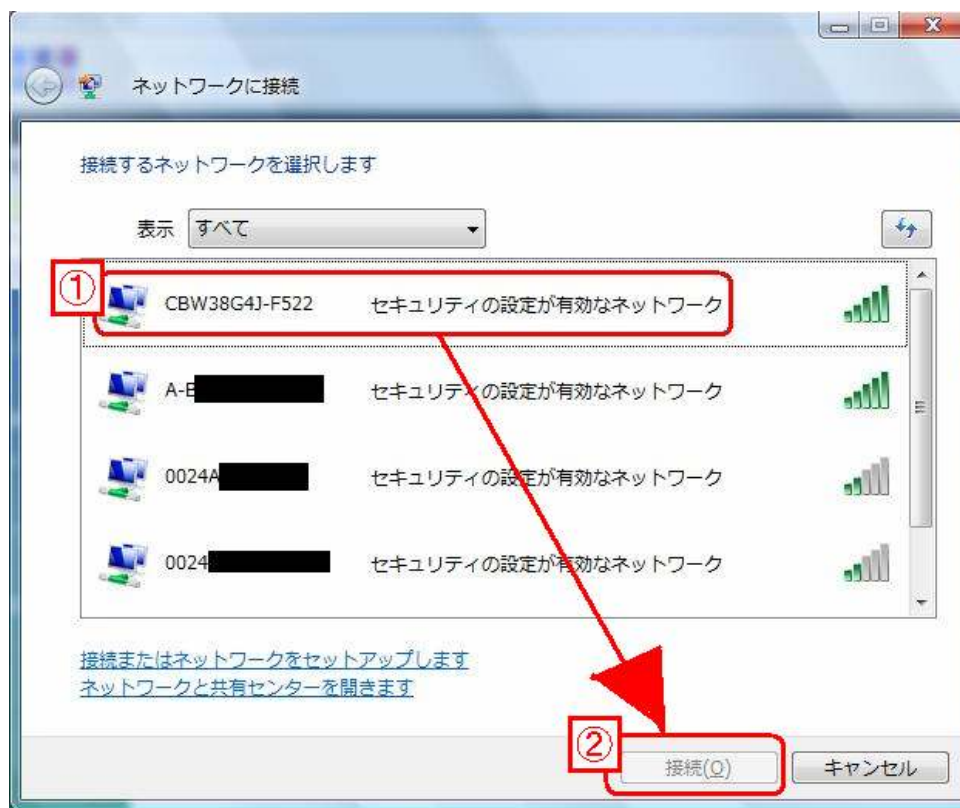 ネットワークに接続
接続するネットワークを選択します
表示 すべて
① CBW38G4J-F522 セキュリティの設定が有効なネットワーク
A-B セキュリティの設定が有効なネットワーク
0024A セキュリティの設定が有効なネットワーク
0024 セキュリティの設定が有効なネットワーク
接続またはネットワークをセットアップします
ネットワークと共有センターを開きます
② 接続(O) キャンセル